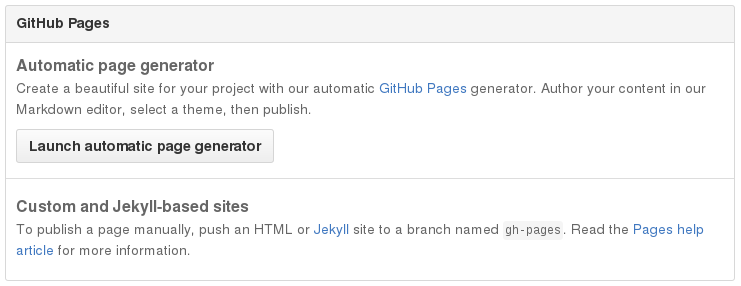 GitHub Pages
Automatic page generator
Create a beautiful site for your project with our automatic GitHub Pages generator. Author your content in our
Markdown editor, select a theme, then publish.
Launch automatic page generator
Custom and Jekyll-based sites
To publish a page manually, push an HTML or Jekyll site to a branch named gh-pages. Read the Pages help
article for more information.